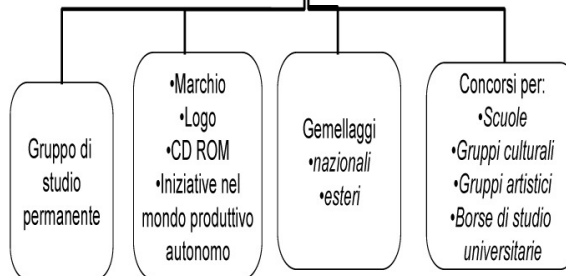 Gruppo di
studio
permanente
•Marchio
•Logo
•CD ROM
•Iniziative nel
mondo produttivo
autonomo
Gemellaggi
•nazionali
•esteri
Concorsi per:
•Scuole
•Gruppi culturali
•Gruppi artistici
•Borse di studio
universitarie